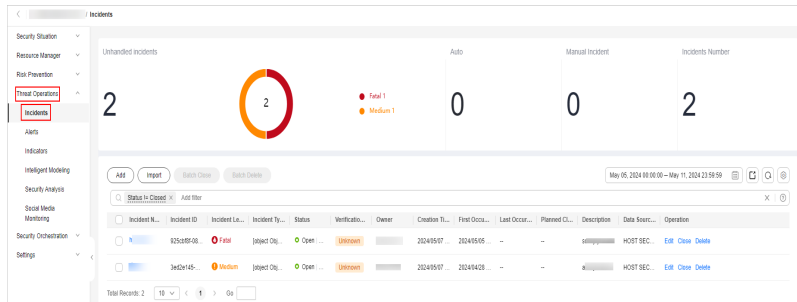 / Incidents
Security Situation
Resource Manager
Risk Prevention
Threat Operations
Incidents
Alerts
Indicators
Intelligent Modeling
Security Analysis
Social Media
Monitoring
Security Orchestration
Settings
Unhandled incidents
Auto
Manual Incident
Incidents Number
2
2
Fatal 1
Medium 1
0
0
2
Add Import Batch Close Batch Delete
May 05, 2024 00:00:00 – May 11, 2024 23:59:59
Status != Closed × Add filter
Incident N... Incident ID Incident Le... Incident Ty... Status Verificatio... Owner Creation Ti... First Occu... Last Occur... Planned Cl... Description Data Sourc... Operation
925cbf8f-08... Fatal [object Obj... Open Unknown 2024/05/07 ... 2024/05/05 ... -- -- HOST SEC... Edit Close Delete
3ed2e145-... Medium [object Obj... Open Unknown 2024/05/07 ... 2024/04/28 ... -- -- HOST SEC... Edit Close Delete
Total Records: 2 10 < 1 > Go